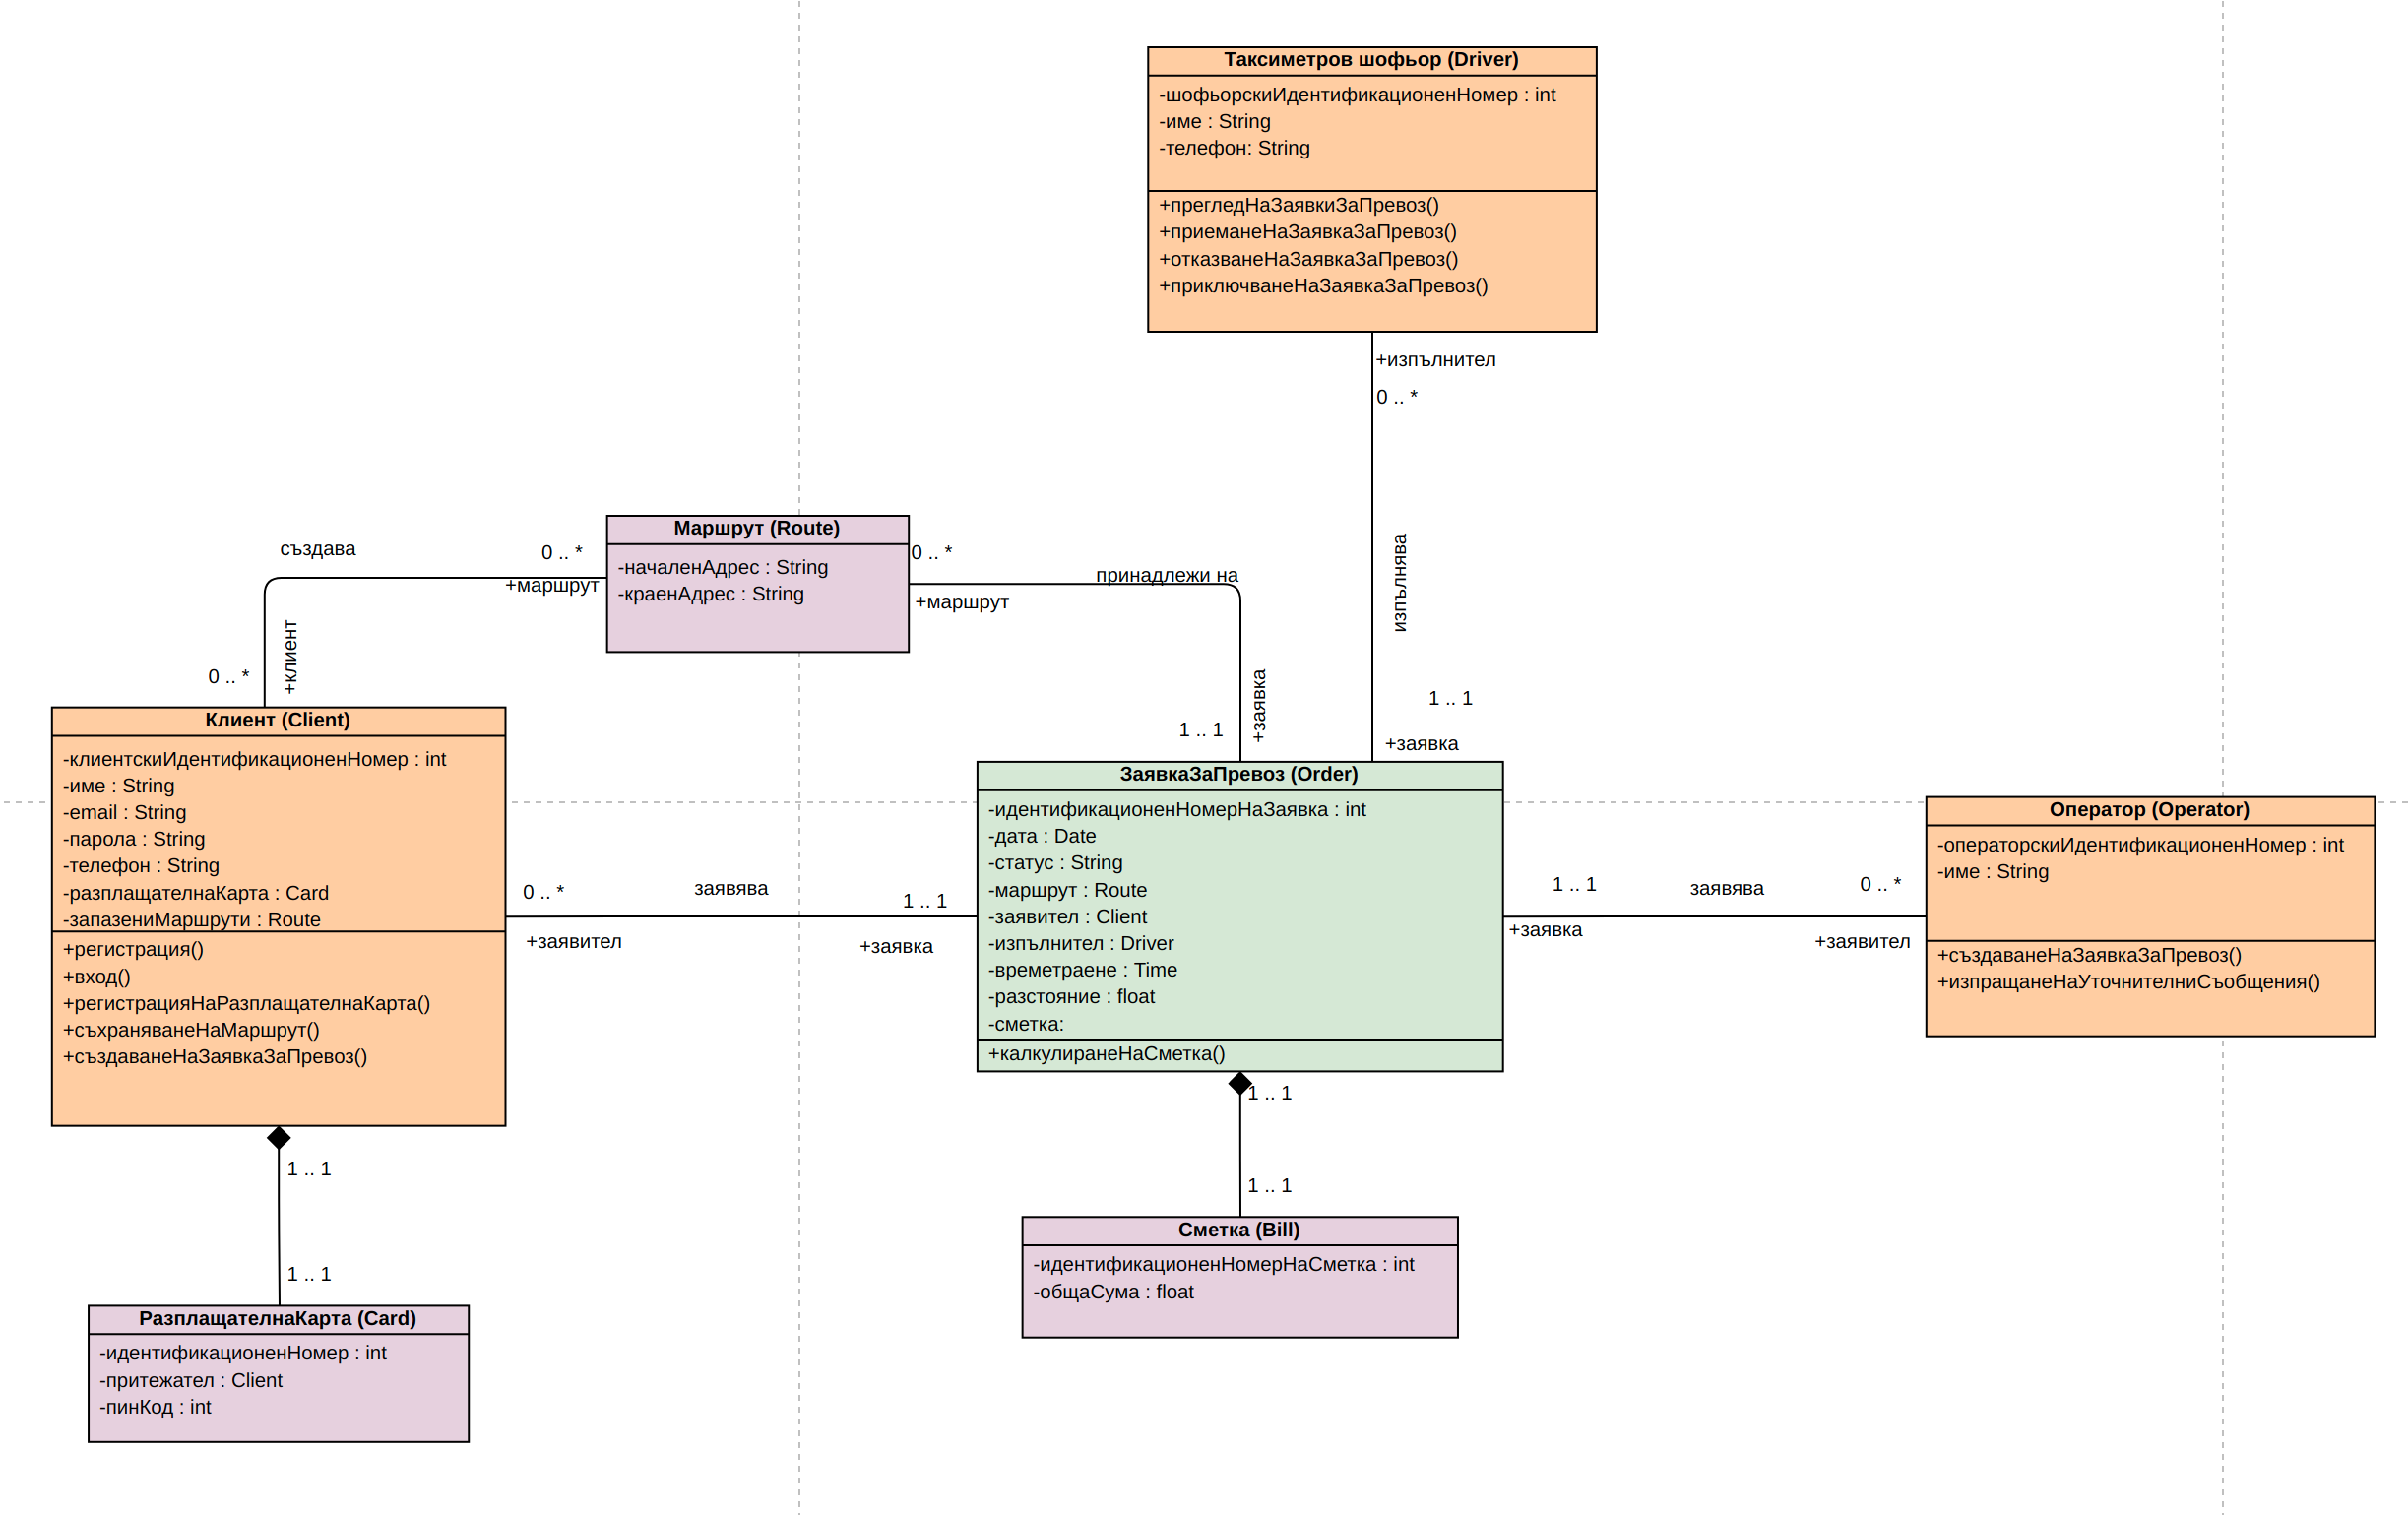 Таксиметров шофьор (Driver)
-шофьорскиИдентификационенНомер : int
-име : String
-телефон: String
+прегледНаЗаявкиЗаПревоз()
+приеманеНаЗаявкаЗаПревоз()
+отказванеНаЗаявкаЗаПревоз()
+приключванеНаЗаявкаЗаПревоз()
+изпълнител
0 .. *
изпълнява
1 .. 1
+заявка
Маршрут (Route)
-началенАдрес : String
-краенАдрес : String
създава
0 .. *
+маршрут
+клиент
0 .. *
0 .. *
+маршрут
принадлежи на
+заявка
1 .. 1
Клиент (Client)
-клиентскиИдентификационенНомер : int
-име : String
-email : String
-парола : String
-телефон : String
-разплащателнаКарта : Card
-запазениМаршрути : Route
+регистрация()
+вход()
+регистрацияНаРазплащателнаКарта()
+съхраняванеНаМаршрут()
+създаванеНаЗаявкаЗаПревоз()
0 .. *
заявява
1 .. 1
+заявител
+заявка
ЗаявкаЗаПревоз (Order)
-идентификационенНомерНаЗаявка : int
-дата : Date
-статус : String
-маршрут : Route
-заявител : Client
-изпълнител : Driver
-времетраене : Time
-разстояние : float
-сметка:
+калкулиранеНаСметка()
1 .. 1
заявява
0 .. *
+заявка
+заявител
Оператор (Operator)
-операторскиИдентификационенНомер : int
-име : String
+създаванеНаЗаявкаЗаПревоз()
+изпращанеНаУточнителниСъобщения()
1 .. 1
1 .. 1
Сметка (Bill)
-идентификационенНомерНаСметка : int
-общаСума : float
1 .. 1
1 .. 1
РазплащателнаКарта (Card)
-идентификационенНомер : int
-притежател : Client
-пинКод : int